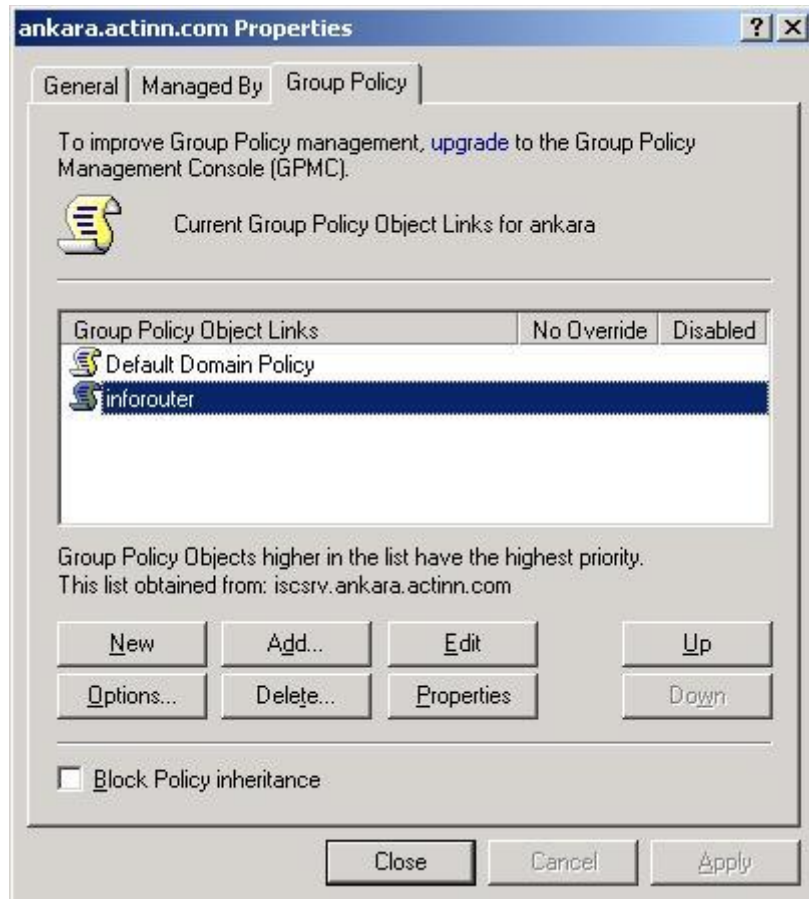 ankara.actinn.com Properties
General Managed By Group Policy
To improve Group Policy management, upgrade to the Group Policy
Management Console (GPMC).
Current Group Policy Object Links for ankara
Group Policy Object Links No Override Disabled
Default Domain Policy
inforouter
Group Policy Objects higher in the list have the highest priority.
This list obtained from: iscsrv.ankara.actinn.com
New Add... Edit Up
Options... Delete... Properties Down
Block Policy inheritance
Close Cancel Apply